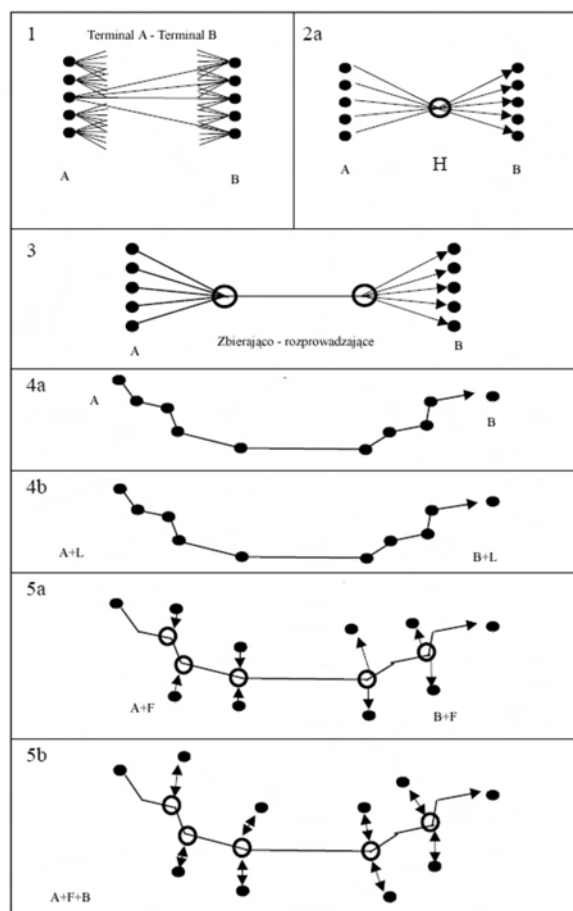 1
Terminal A - Terminal B
A
B
2a
A
H
B
3
A
Zbierająco - rozprowadzające
B
4a
A
B
4b
A+L
B+L
5a
A+F
B+F
5b
A+F+B